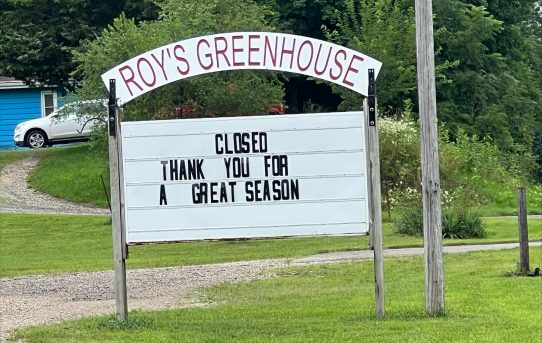 ROY'S GREENHOUSE
CLOSED
THANK YOU FOR
A GREAT SEASON